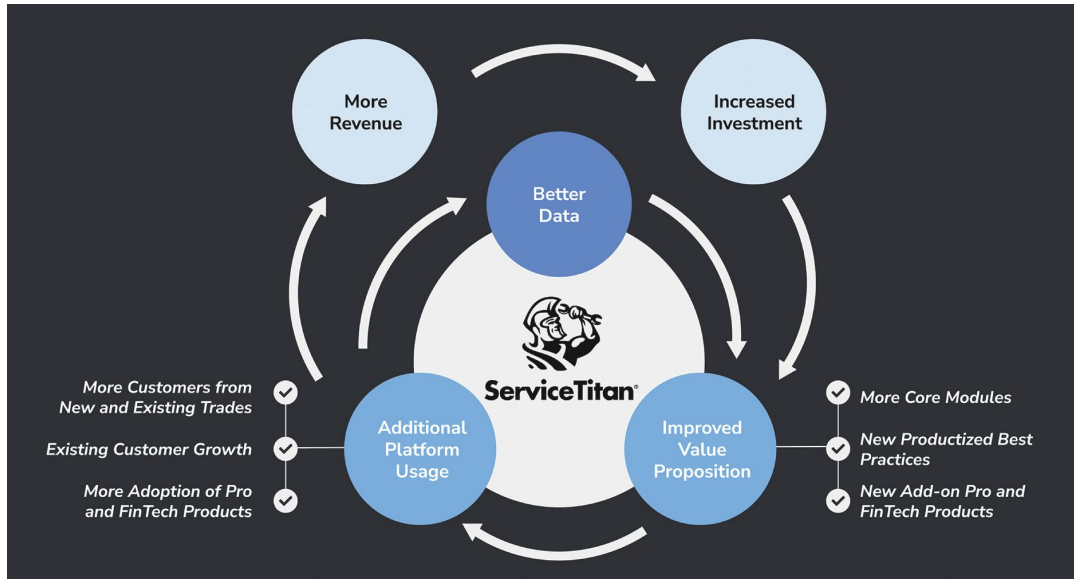 More
Revenue
Increased
Investment
Better
Data
ServiceTitan®
More Customers from
New and Existing Trades
Existing Customer Growth
More Adoption of Pro
and FinTech Products
Additional
Platform
Usage
Improved
Value
Proposition
More Core Modules
New Productized Best
Practices
New Add-on Pro and
FinTech Products